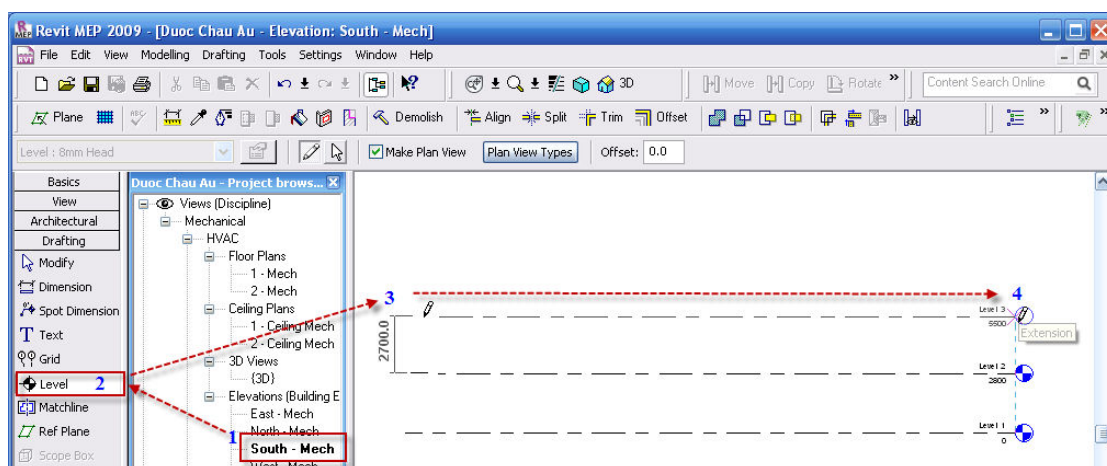 Revit MEP 2009 - [Duoc Chau Au - Elevation: South - Mech]
File Edit View Modelling Drafting Tools Settings Window Help
3D Move Copy Rotate » Content Search Online
Plane Demolish Align Split Trim Offset » »
Level : 8mm Head Make Plan View Plan View Types Offset: 0.0
Basics
View
Architectural
Drafting
Modify
Dimension
Spot Dimension
Text
Grid
Level 2
Matchline
Ref Plane
Scope Box
Duoc Chau Au - Project brows...
Views (Discipline)
Mechanical
HVAC
Floor Plans
1 - Mech
2 - Mech
Ceiling Plans
1 - Ceiling Mech
2 - Ceiling Mech
3D Views
{3D}
Elevations (Building E
East - Mech
North - Mech
1
South - Mech
West - Mech
3 4
Level 3
5500
Extension
2700.0
Level 2
2800
Level 1
0